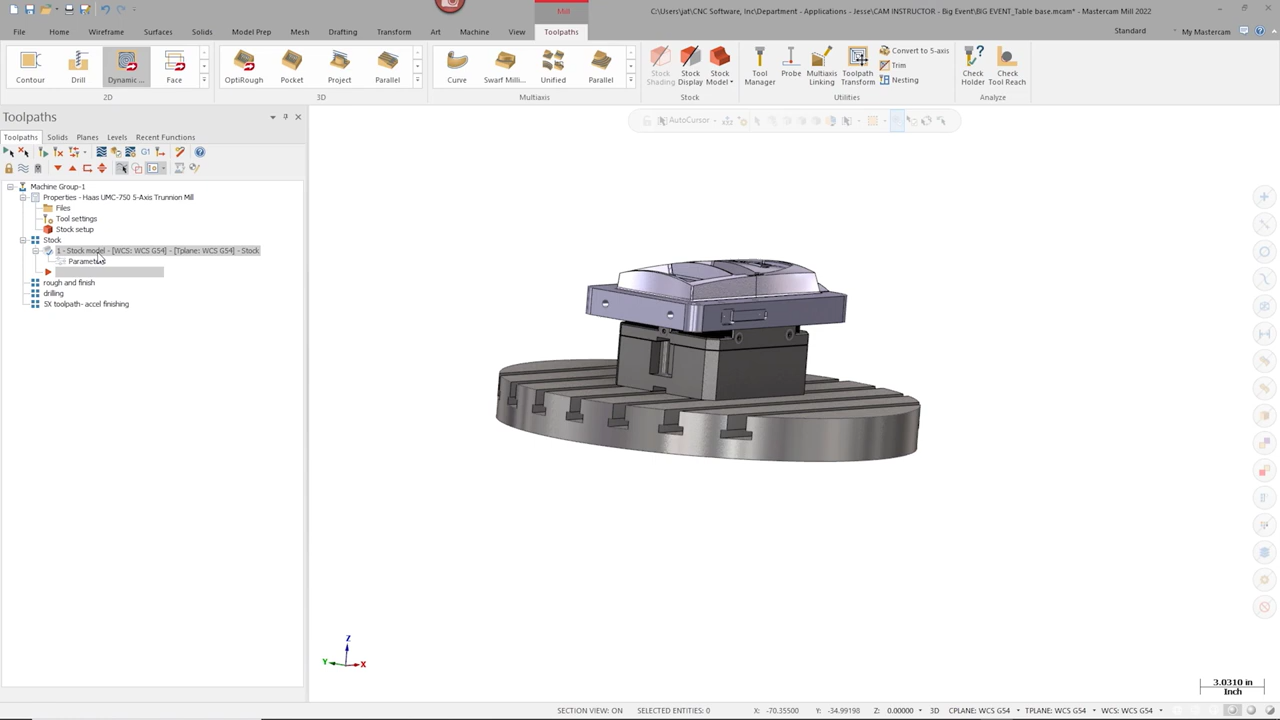 Mill
C:\Users\jat\CNC Software, Inc\Department - Applications - Jesse\CAM INSTRUCTOR - Big Event\BIG EVENT_Table base.mcam* - Mastercam Mill 2022
File Home Wireframe Surfaces Solids Model Prep Mesh Drafting Transform Art Machine View Toolpaths
Standard My Mastercam
Contour Drill Dynamic ... Face
OptiRough Pocket Project Parallel
Curve Swarf Milli... Unified Parallel
Stock Shading
Stock Display
Stock Model
Tool Manager
Probe
Multiaxis Linking
Toolpath Transform
Convert to 5-axis
Trim
Nesting
Check Holder
Check Tool Reach
2D 3D Multiaxis Stock Utilities Analyze
Toolpaths
Toolpaths Solids Planes Levels Recent Functions
AutoCursor
G1
Machine Group-1
Properties - Haas UMC-750 5-Axis Trunnion Mill
Files
Tool settings
Stock setup
Stock
1 - Stock model - [WCS: WCS G54] - [Tplane: WCS G54] - Stock
Parameters
rough and finish
drilling
5X toolpath- accel finishing
Z
Y X
3.0310 in
Inch
SECTION VIEW: ON SELECTED ENTITIES: 0 X: -70.35500 Y: -34.99198 Z: 0.00000 3D CPLANE: WCS G54 TPLANE: WCS G54 WCS: WCS G54